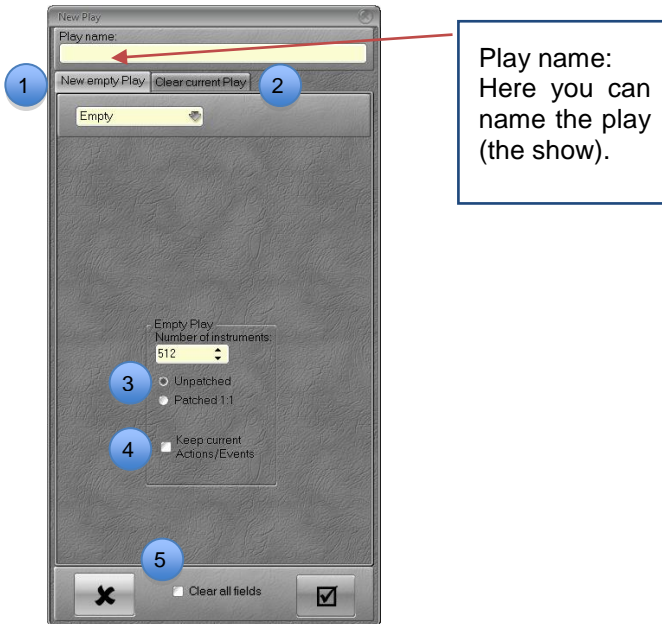 New Play
Play name:
1
New empty Play
Clear current Play
2
Empty
Empty Play
Number of instruments:
512
3
Unpatched
Patched 1:1
4
Keep current
Actions/Events
5
Clear all fields
Play name:
Here you can
name the play
(the show).